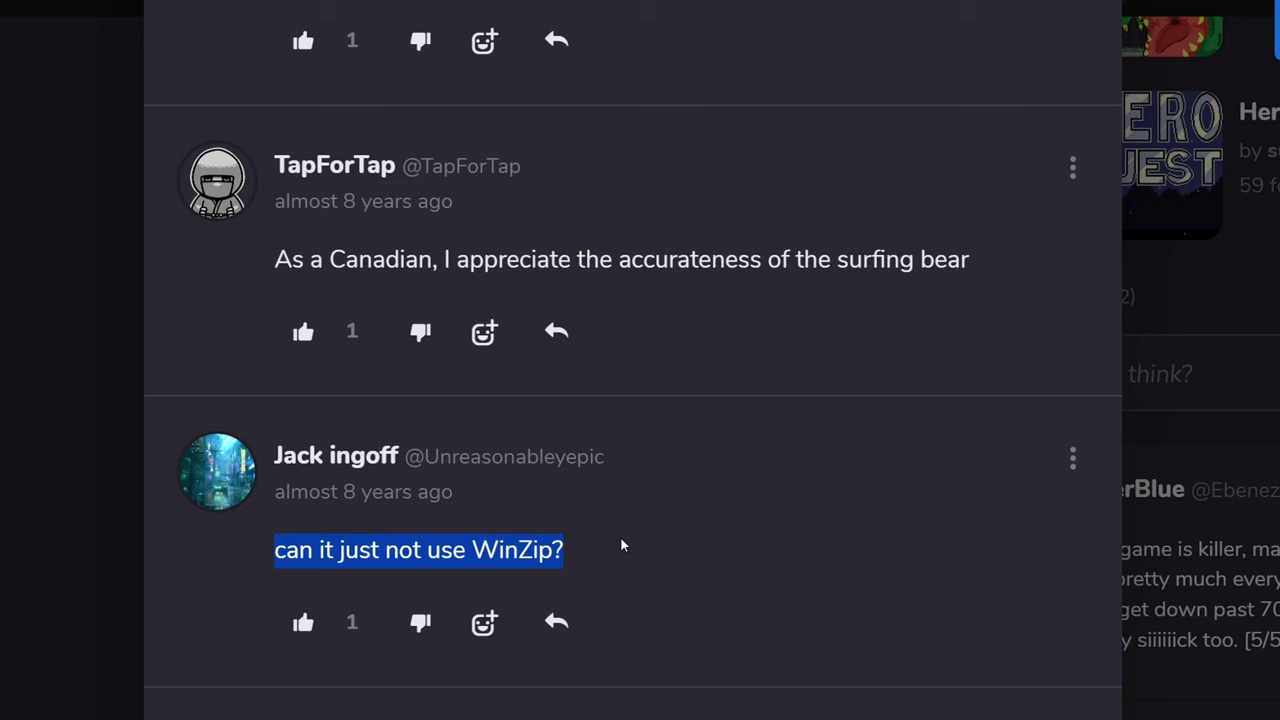 1
TapForTap @TapForTap
almost 8 years ago
As a Canadian, I appreciate the accurateness of the surfing bear
1
Jack ingoff @Unreasonableyepic
almost 8 years ago
can it just not use WinZip?
1
ERO
EST
Her
by
59
2)
think?
erBlue @Ebenez
game is killer, ma
pretty much every
get down past 70
y siiiiiick too. [5/5